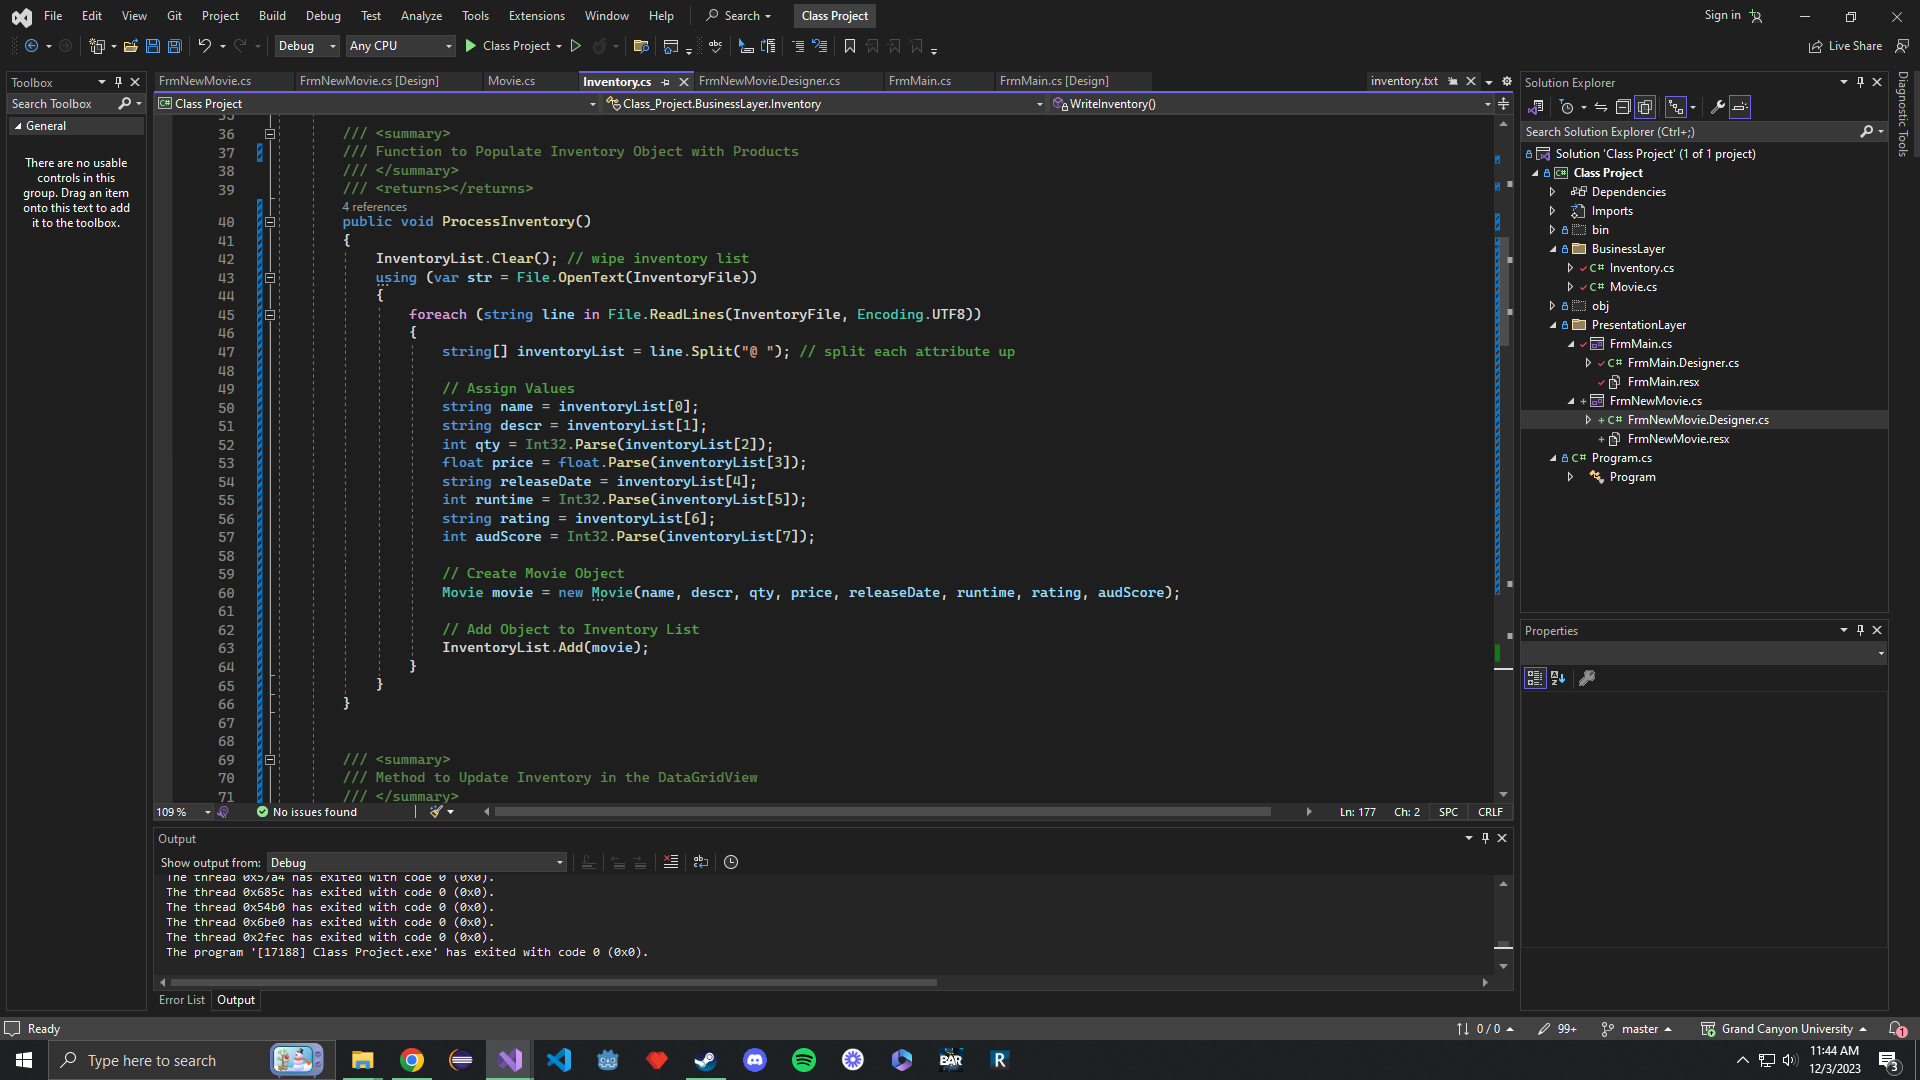 File Edit View Git Project Build Debug Test Analyze Tools Extensions Window Help Search Class Project Sign in
Debug Any CPU Class Project Live Share
Toolbox
Search Toolbox
General
There are no usable
controls in this
group. Drag an item
onto this text to add
it to the toolbox.
FrmNewMovie.cs FrmNewMovie.cs [Design] Movie.cs Inventory.cs FrmNewMovie.Designer.cs FrmMain.cs FrmMain.cs [Design] inventory.txt
Class Project Class_Project.BusinessLayer.Inventory WriteInventory()
35
36 /// <summary>
37 /// Function to Populate Inventory Object with Products
38 /// </summary>
39 /// <returns></returns>
4 references
40 public void ProcessInventory()
41 {
42 InventoryList.Clear(); // wipe inventory list
43 using (var str = File.OpenText(InventoryFile))
44 {
45 foreach (string line in File.ReadLines(InventoryFile, Encoding.UTF8))
46 {
47 string[] inventoryList = line.Split("@ "); // split each attribute up
48
49 // Assign Values
50 string name = inventoryList[0];
51 string descr = inventoryList[1];
52 int qty = Int32.Parse(inventoryList[2]);
53 float price = float.Parse(inventoryList[3]);
54 string releaseDate = inventoryList[4];
55 int runtime = Int32.Parse(inventoryList[5]);
56 string rating = inventoryList[6];
57 int audScore = Int32.Parse(inventoryList[7]);
58
59 // Create Movie Object
60 Movie movie = new Movie(name, descr, qty, price, releaseDate, runtime, rating, audScore);
61
62 // Add Object to Inventory List
63 InventoryList.Add(movie);
64 }
65 }
66 }
67
68
69 /// <summary>
70 /// Method to Update Inventory in the DataGridView
71 /// </summary>
109 % No issues found Ln: 177 Ch: 2 SPC CRLF
Output
Show output from: Debug
The thread 0x57a4 has exited with code 0 (0x0).
The thread 0x685c has exited with code 0 (0x0).
The thread 0x54b0 has exited with code 0 (0x0).
The thread 0x6be0 has exited with code 0 (0x0).
The thread 0x2fec has exited with code 0 (0x0).
The program '[17188] Class Project.exe' has exited with code 0 (0x0).
Error List Output
Solution Explorer
Search Solution Explorer (Ctrl+;)
Solution 'Class Project' (1 of 1 project)
C# Class Project
Dependencies
Imports
bin
BusinessLayer
C# Inventory.cs
C# Movie.cs
obj
PresentationLayer
FrmMain.cs
C# FrmMain.Designer.cs
FrmMain.resx
FrmNewMovie.cs
C# FrmNewMovie.Designer.cs
FrmNewMovie.resx
C# Program.cs
Program
Properties
Diagnostic Tools
Ready 0 / 0 99+ master Grand Canyon University 1
Type here to search BAR R 11:44 AM
12/3/2023 3